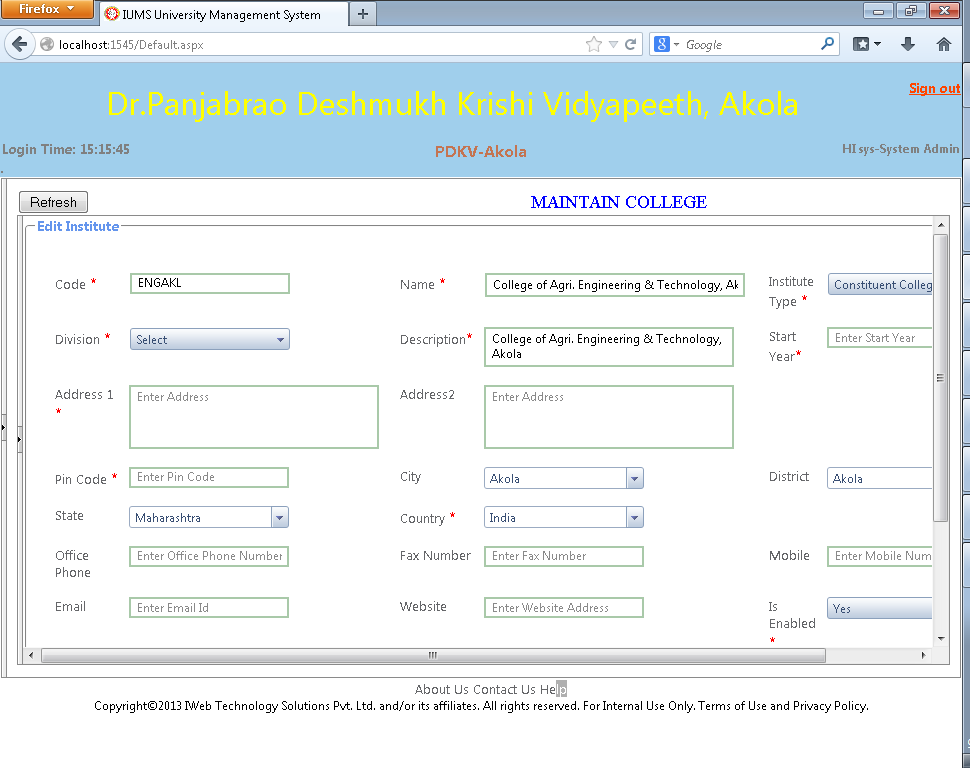 Firefox
IUMS University Management System
localhost:1545/Default.aspx
Google
Sign out
Dr.Panjabrao Deshmukh Krishi Vidyapeeth, Akola
Login Time: 15:15:45
PDKV-Akola
HIsys-System Admin
Refresh
MAINTAIN COLLEGE
Edit Institute
Code * ENGAKL Name * College of Agri. Engineering & Technology, Ak Institute Type * Constituent Colleg
Division * Select Description* College of Agri. Engineering & Technology, Akola Start Year* Enter Start Year
Address 1 * Enter Address Address2 Enter Address
Pin Code * Enter Pin Code City Akola District Akola
State Maharashtra Country * India
Office Phone Enter Office Phone Number Fax Number Enter Fax Number Mobile Enter Mobile Num
Email Enter Email Id Website Enter Website Address Is Enabled * Yes
About Us Contact Us Help
Copyright©2013 IWeb Technology Solutions Pvt. Ltd. and/or its affiliates. All rights reserved. For Internal Use Only. Terms of Use and Privacy Policy.